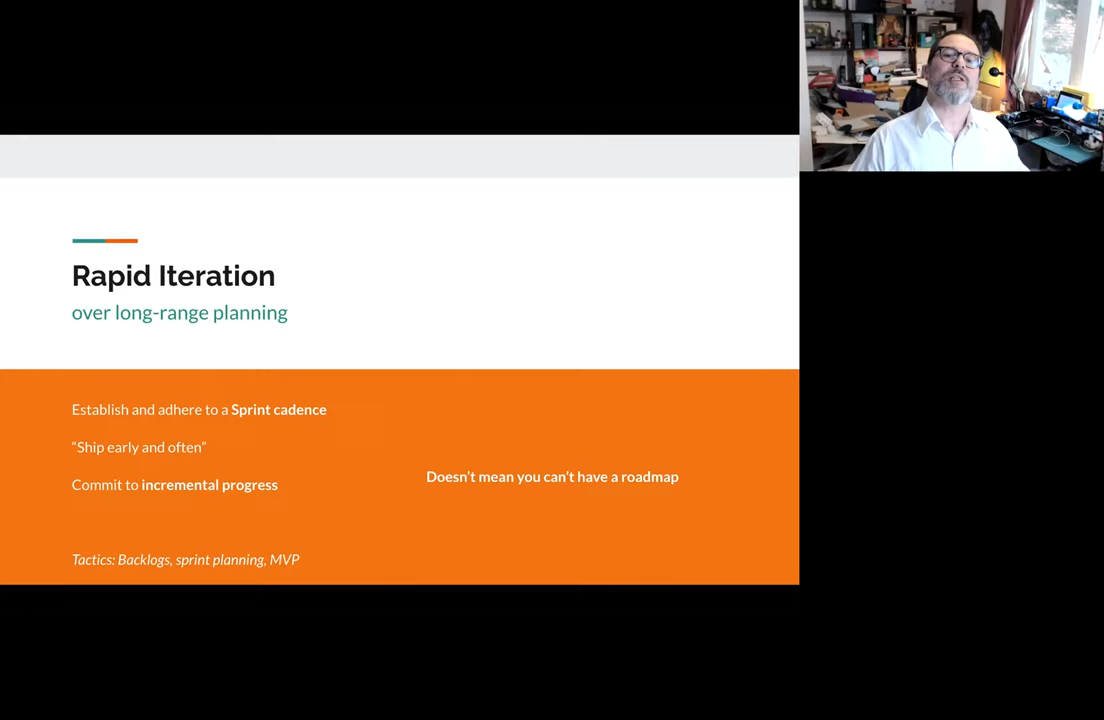 Rapid Iteration
over long-range planning
Establish and adhere to a Sprint cadence
“Ship early and often”
Commit to incremental progress
Tactics: Backlogs, sprint planning, MVP
Doesn’t mean you can’t have a roadmap